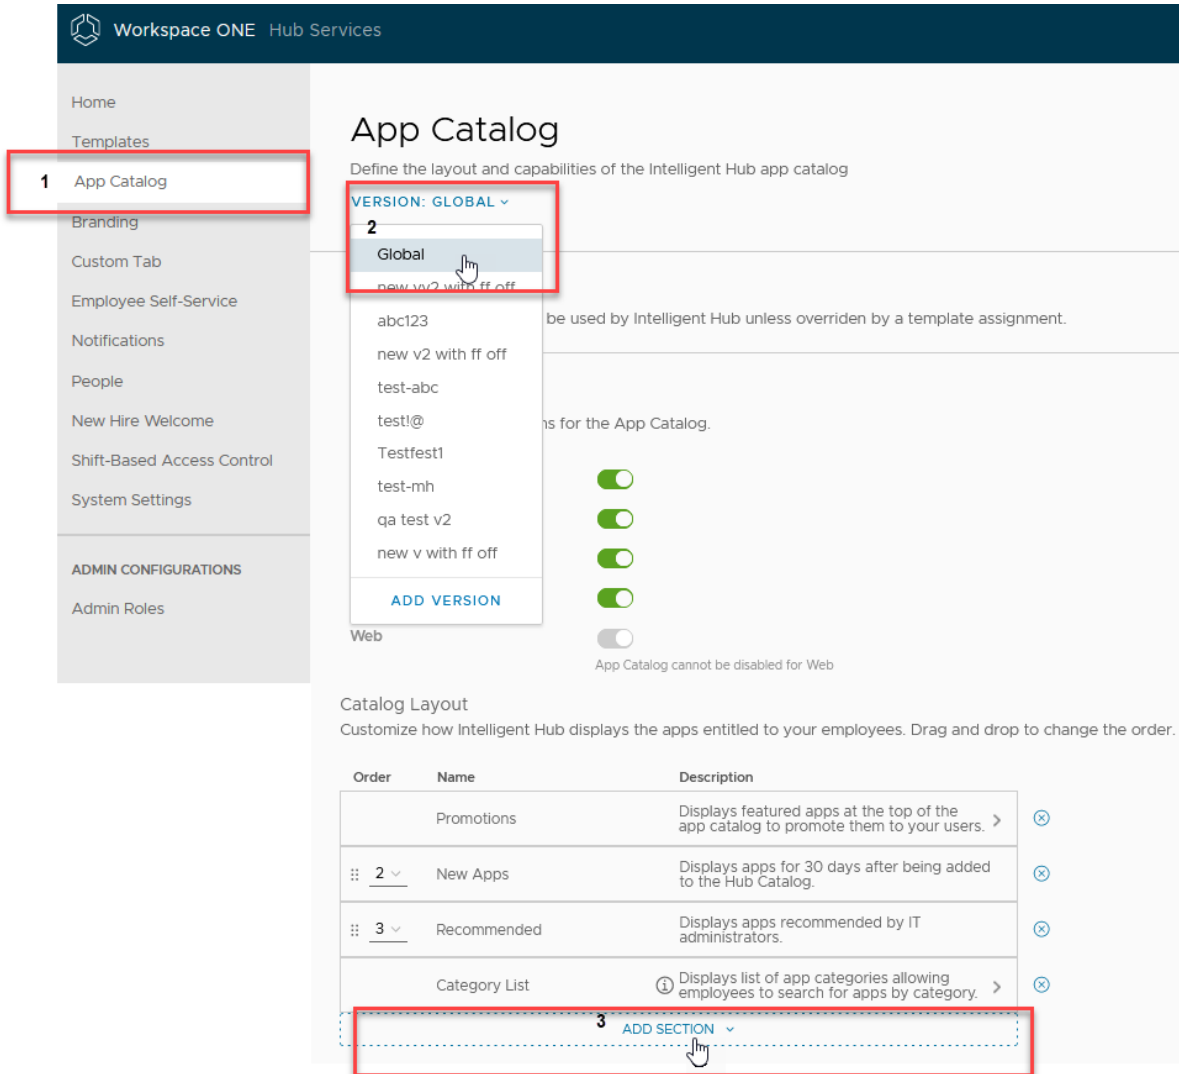 Workspace ONE Hub Services
Home
Templates
1 App Catalog
Branding
Custom Tab
Employee Self-Service
Notifications
People
New Hire Welcome
Shift-Based Access Control
System Settings
ADMIN CONFIGURATIONS
Admin Roles
App Catalog
Define the layout and capabilities of the Intelligent Hub app catalog
VERSION: GLOBAL
2
Global
new vv2 with ff off
abc123
new v2 with ff off
test-abc
test!@
Testfest1
test-mh
qa test v2
new v with ff off
ADD VERSION
be used by Intelligent Hub unless overriden by a template assignment.
ns for the App Catalog.
Web
App Catalog cannot be disabled for Web
Catalog Layout
Customize how Intelligent Hub displays the apps entitled to your employees. Drag and drop to change the order.
Order Name Description
Promotions Displays featured apps at the top of the
app catalog to promote them to your users.
2 New Apps Displays apps for 30 days after being added
to the Hub Catalog.
3 Recommended Displays apps recommended by IT
administrators.
Category List Displays list of app categories allowing
employees to search for apps by category.
3 ADD SECTION